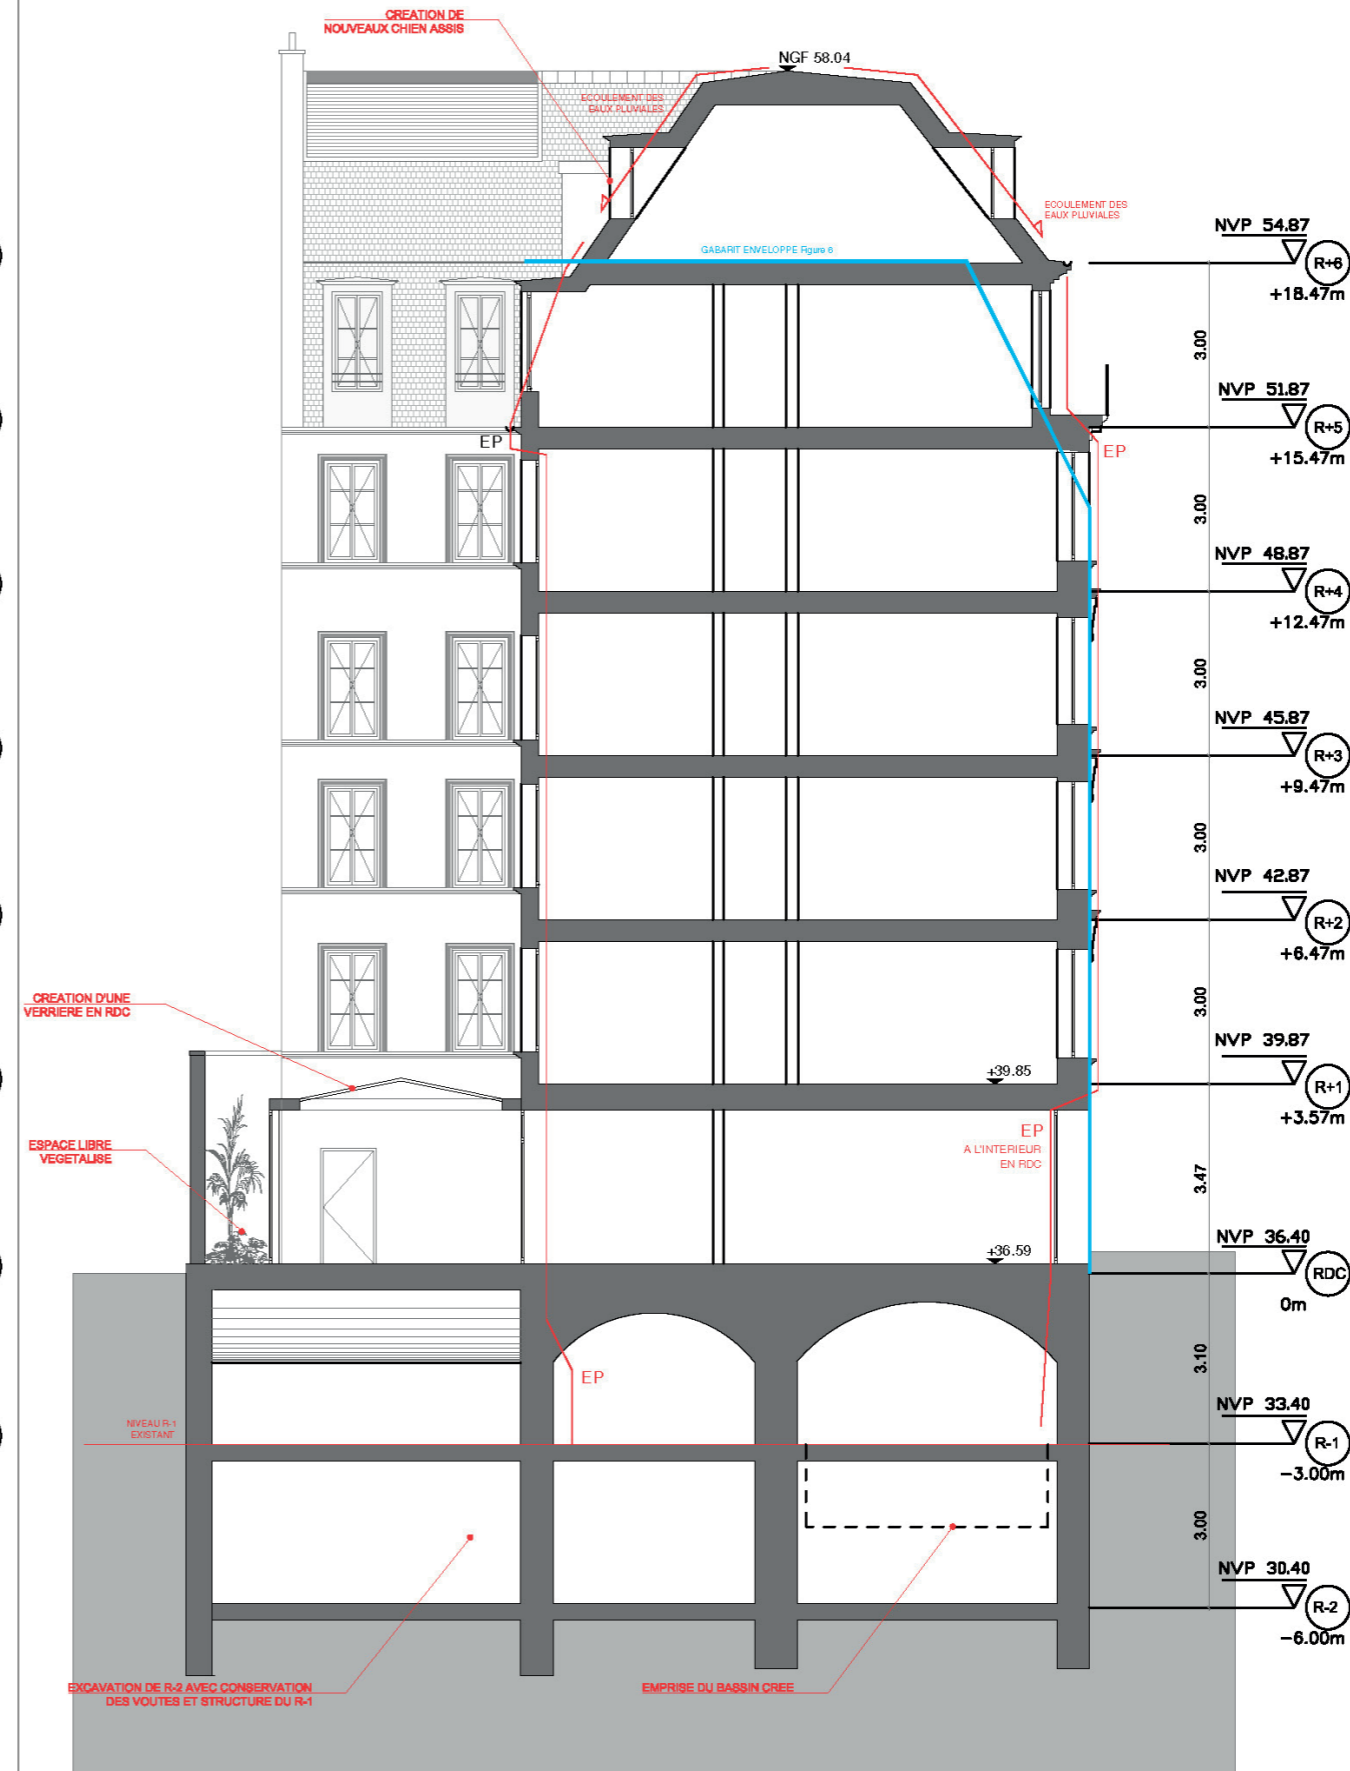 CREATION DE
NOUVEAUX CHIEN ASSIS
NGF 58.04
ECOULEMENT DES
EAUX PLUVIALES
ECOULEMENT DES
EAUX PLUVIALES
GABARIT ENVELOPPE Figure 6
NVP 54.87
R+6
+18.47m
3.00
NVP 51.87
R+5
+15.47m
EP
EP
3.00
NVP 48.87
R+4
+12.47m
3.00
NVP 45.87
R+3
+9.47m
3.00
NVP 42.87
R+2
+6.47m
3.00
CREATION D'UNE
VERRIERE EN RDC
NVP 39.87
R+1
+3.57m
+39.85
ESPACE LIBRE
VEGETALISE
EP
A L'INTERIEUR
EN RDC
3.47
NVP 36.40
RDC
0m
+36.59
3.10
EP
NVP 33.40
R-1
-3.00m
NIVEAU R-1
EXISTANT
3.00
NVP 30.40
R-2
-6.00m
EXCAVATION DE R-2 AVEC CONSERVATION
DES VOUTES ET STRUCTURE DU R-1
EMPRISE DU BASSIN CREE